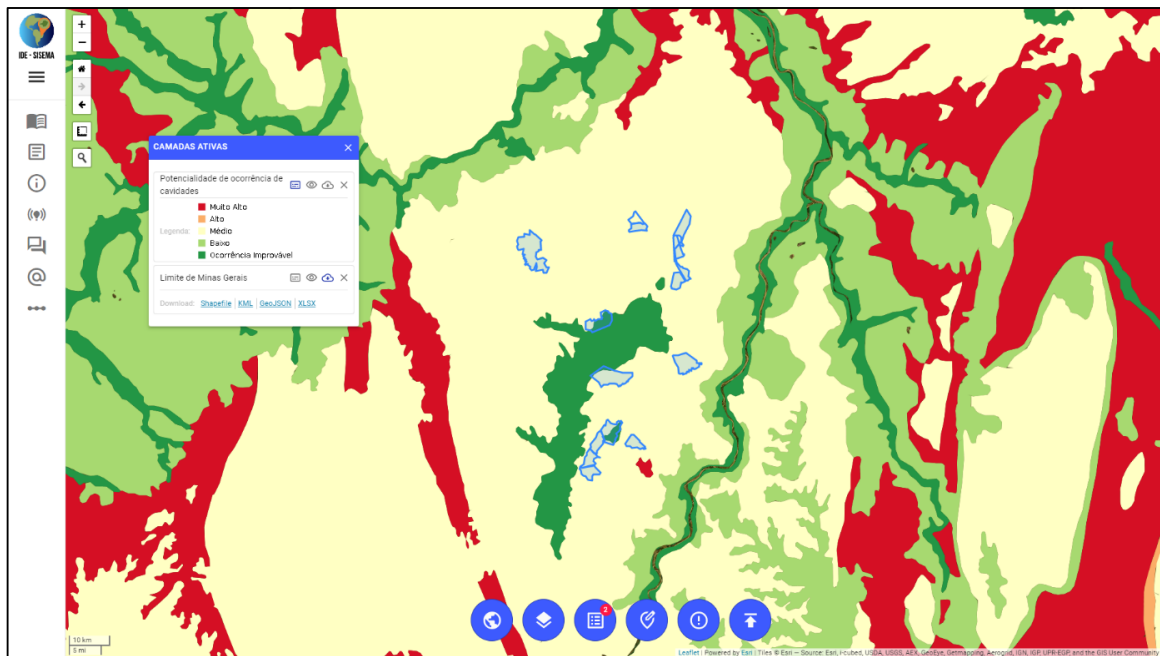 IDE - SISEMA
+
−
CAMADAS ATIVAS
Potencialidade de ocorrência de
cavidades
Legenda:
Muito Alto
Alto
Médio
Baixo
Ocorrência Improvável
Limite de Minas Gerais
Download: Shapefile | KML | GeoJSON | XLSX
2
10 km
5 mi
Leaflet | Powered by Esri | Tiles © Esri — Source: Esri, i-cubed, USDA, USGS, AEX, GeoEye, Getmapping, Aerogrid, IGN, IGP, UPR-EGP, and the GIS User Community